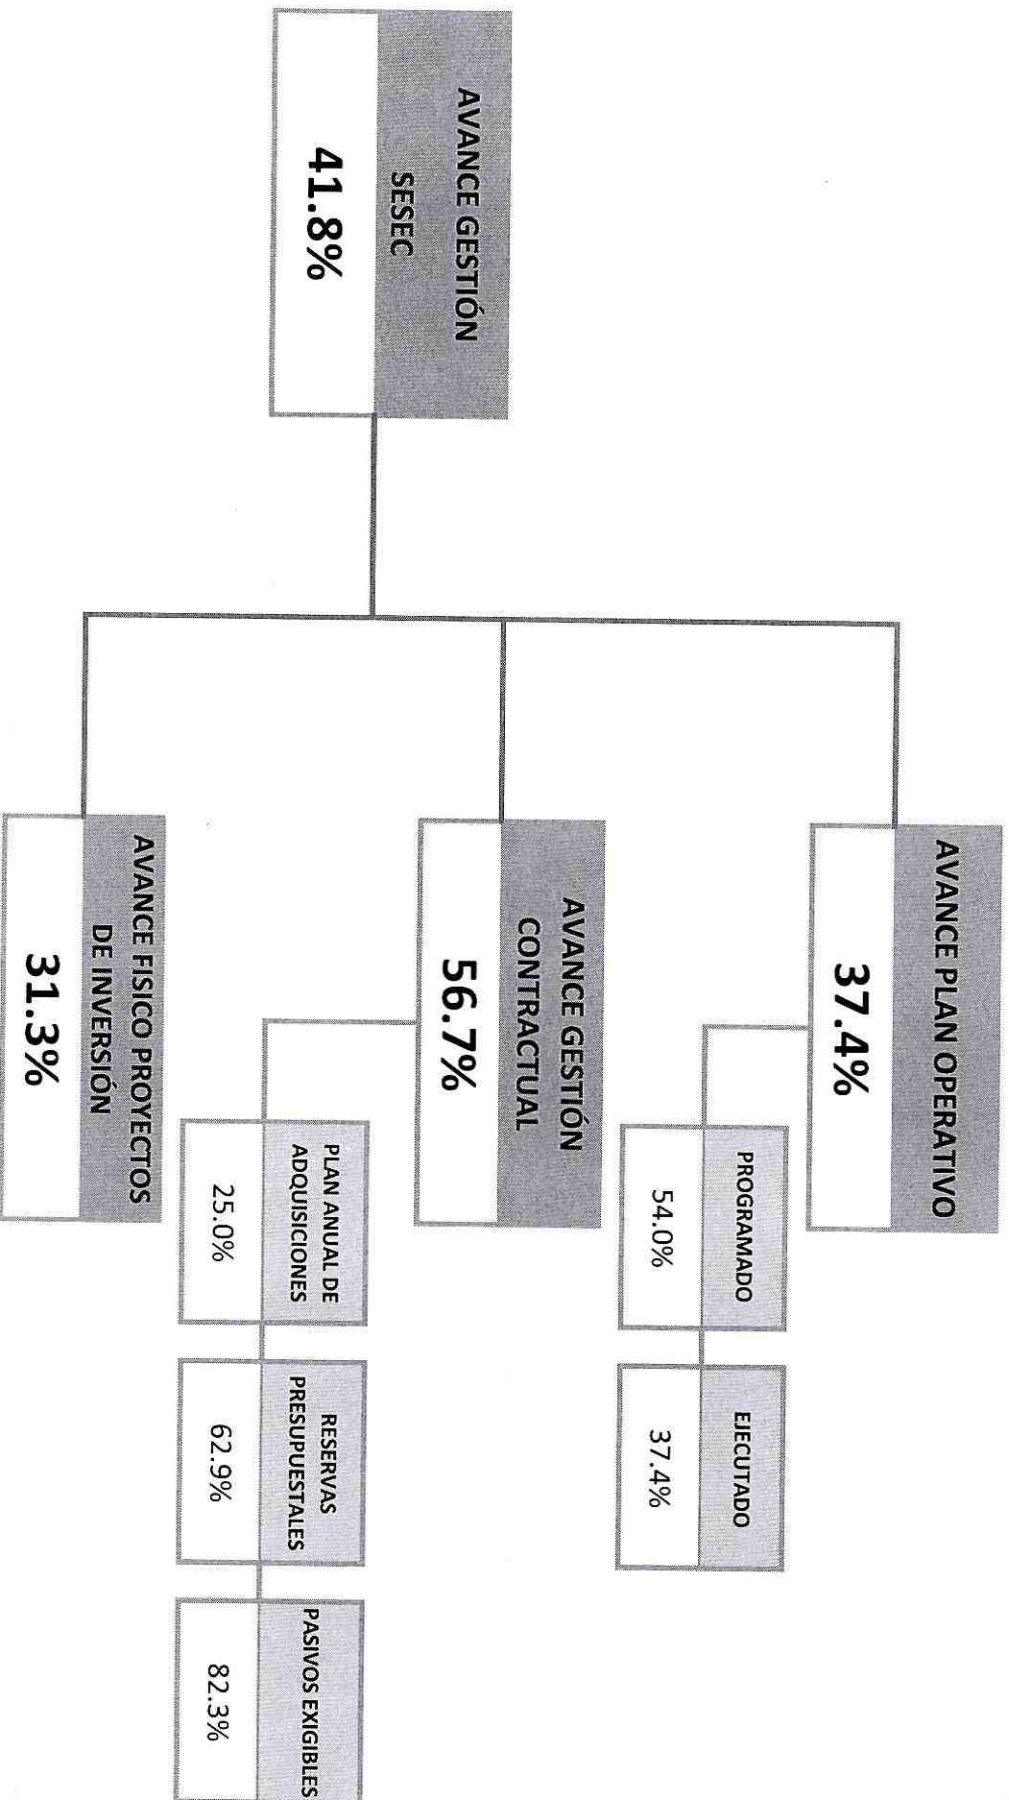 AVANCE GESTIÓN
SESEC
41.8%
AVANCE PLAN OPERATIVO
37.4%
PROGRAMADO
54.0%
EJECUTADO
37.4%
AVANCE GESTIÓN
CONTRACTUAL
56.7%
PLAN ANUAL DE
ADQUISICIONES
25.0%
RESERVAS
PRESUPUESTALES
62.9%
PASIVOS EXIGIBLES
82.3%
AVANCE FISICO PROYECTOS
DE INVERSIÓN
31.3%